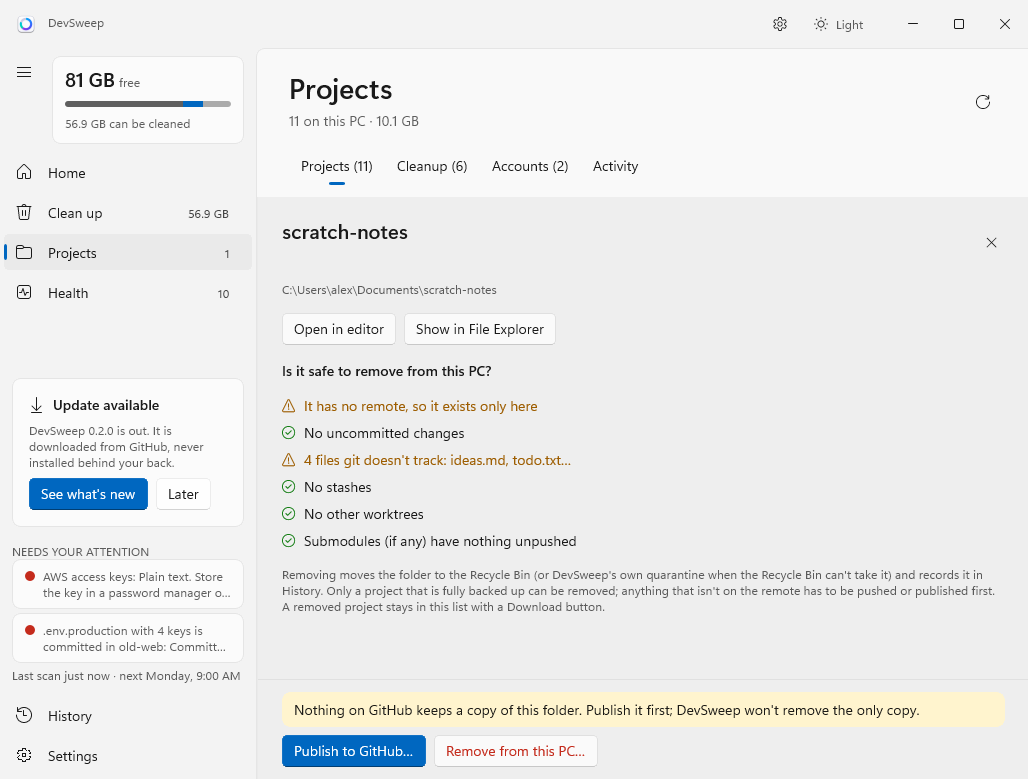 DevSweep
Light
81 GB free
56.9 GB can be cleaned
Home
Clean up 56.9 GB
Projects 1
Health 10
Update available
DevSweep 0.2.0 is out. It is
downloaded from GitHub, never
installed behind your back.
See what's new
Later
NEEDS YOUR ATTENTION
AWS access keys: Plain text. Store
the key in a password manager o...
.env.production with 4 keys is
committed in old-web: Committ...
Last scan just now · next Monday, 9:00 AM
History
Settings
Projects
11 on this PC · 10.1 GB
Projects (11)
Cleanup (6)
Accounts (2)
Activity
scratch-notes
C:\Users\alex\Documents\scratch-notes
Open in editor
Show in File Explorer
Is it safe to remove from this PC?
It has no remote, so it exists only here
No uncommitted changes
4 files git doesn't track: ideas.md, todo.txt...
No stashes
No other worktrees
Submodules (if any) have nothing unpushed
Removing moves the folder to the Recycle Bin (or DevSweep's own quarantine when the Recycle Bin can't take it) and records it in
History. Only a project that is fully backed up can be removed; anything that isn't on the remote has to be pushed or published first.
A removed project stays in this list with a Download button.
Nothing on GitHub keeps a copy of this folder. Publish it first; DevSweep won't remove the only copy.
Publish to GitHub...
Remove from this PC...